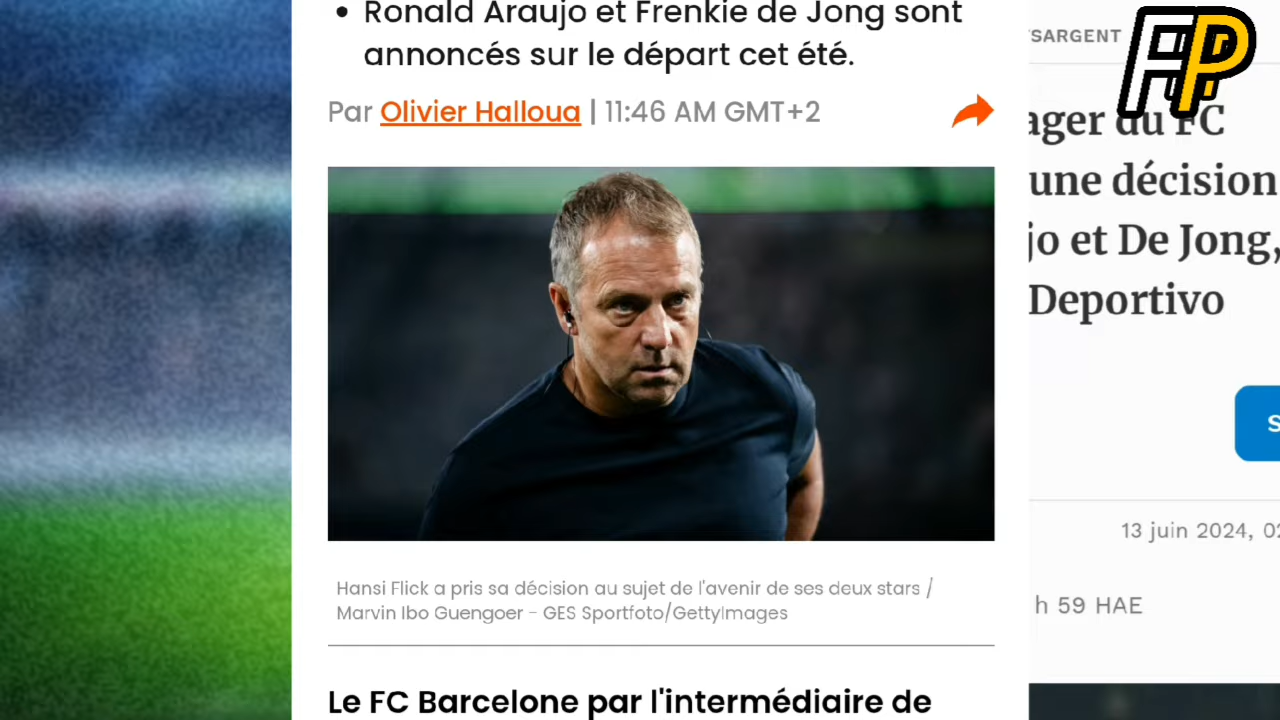 Ronald Araujo et Frenkie de Jong sont
annoncés sur le départ cet été.
Par Olivier Halloua | 11:46 AM GMT+2
Hansi Flick a pris sa décision au sujet de l'avenir de ses deux stars /
Marvin Ibo Guengoer - GES Sportfoto/GettyImages
Le FC Barcelone par l'intermédiaire de
SARGENT
FP
ager du FC
une décision
jo et De Jong,
Deportivo
S
13 juin 2024, 02
h 59 HAE